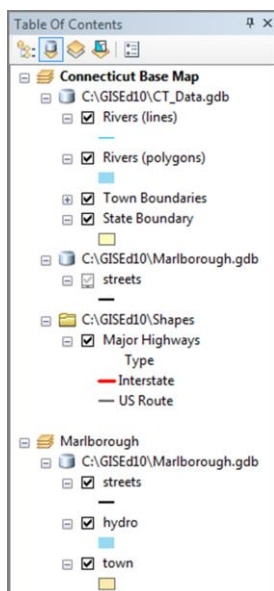 Table Of Contents
Connecticut Base Map
C:\GISEd10\CT_Data.gdb
Rivers (lines)
Rivers (polygons)
Town Boundaries
State Boundary
C:\GISEd10\Marlborough.gdb
streets
C:\GISEd10\Shapes
Major Highways
Type
Interstate
US Route
Marlborough
C:\GISEd10\Marlborough.gdb
streets
hydro
town